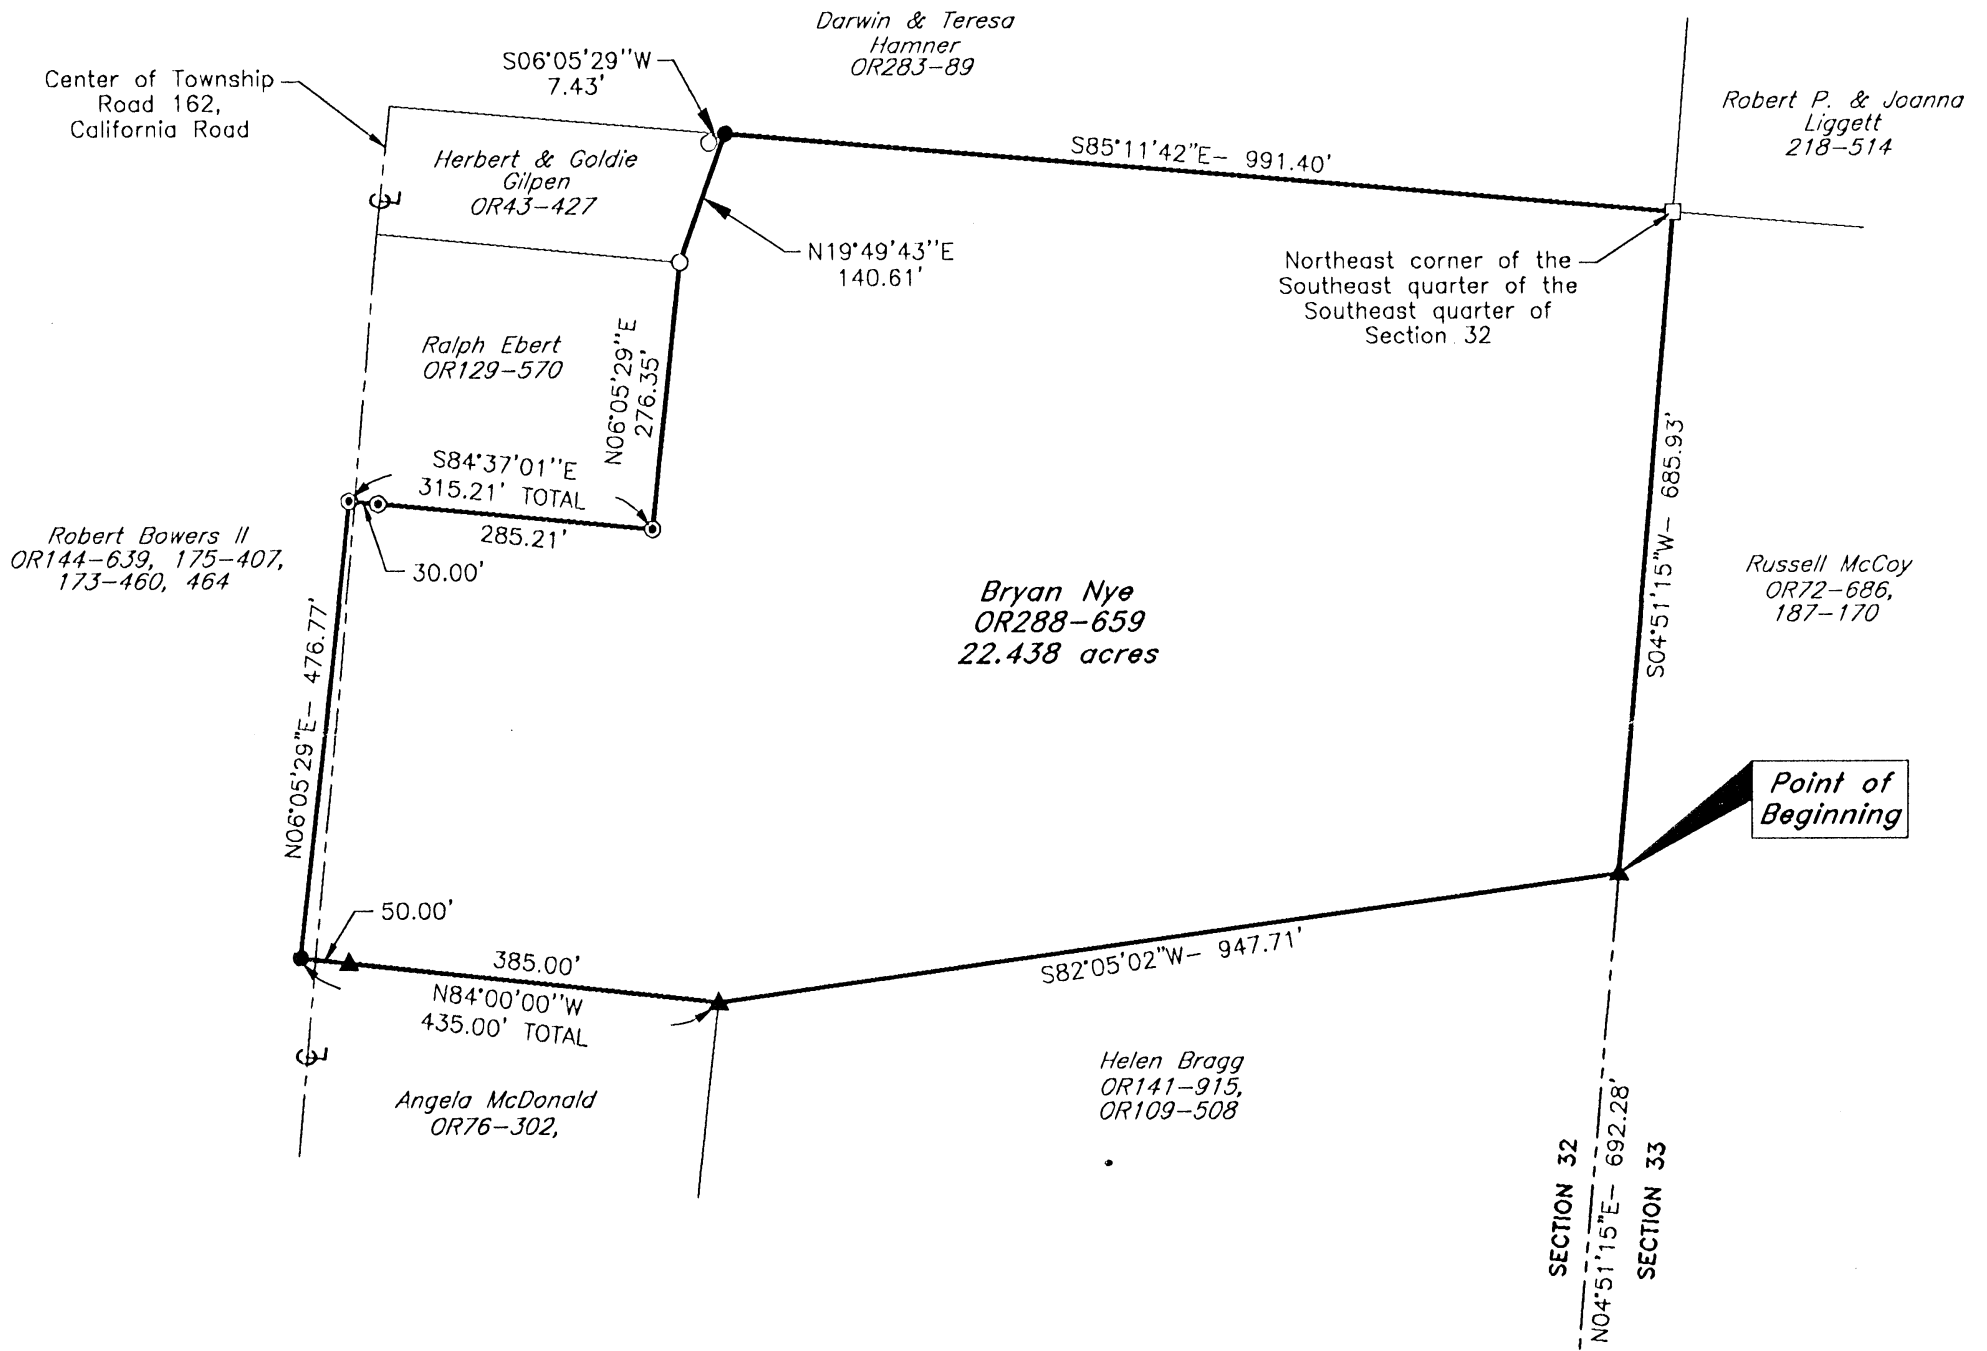 Darwin & Teresa
Hamner
OR283-89
S06°05'29"W
7.43'
Center of Township
Road 162,
California Road
Robert P. & Joanna
Liggett
218-514
Herbert & Goldie
Gilpen
OR43-427
℄
S85°11'42"E- 991.40'
N19°49'43"E
140.61'
Northeast corner of the
Southeast quarter of the
Southeast quarter of
Section 32
Ralph Ebert
OR129-570
N06°05'29"E
276.35'
S84°37'01"E
315.21' TOTAL
285.21'
30.00'
Robert Bowers II
OR144-639, 175-407,
173-460, 464
S04°51'15"W- 685.93'
Russell McCoy
OR72-686,
187-170
Bryan Nye
OR288-659
22.438 acres
N06°05'29"E- 476.77'
Point of
Beginning
50.00'
385.00'
N84°00'00"W
435.00' TOTAL
S82°05'02"W- 947.71'
℄
Angela McDonald
OR76-302,
Helen Bragg
OR141-915,
OR109-508
SECTION 32
N04°51'15"E- 692.28'
SECTION 33